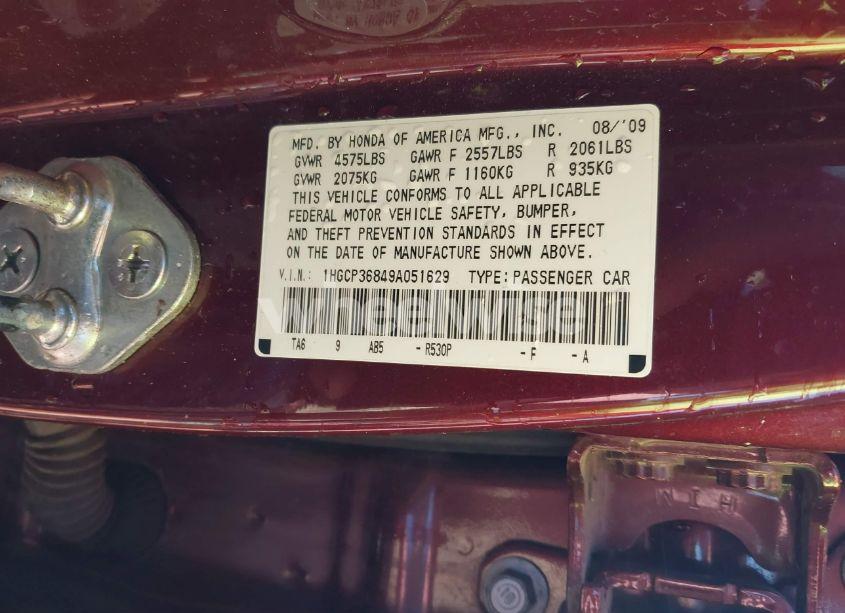 MFD. BY HONDA OF AMERICA MFG., INC. 08/'09
GVWR 4575LBS GAWR F 2557LBS R 2061LBS
GVWR 2075KG GAWR F 1160KG R 935KG
THIS VEHICLE CONFORMS TO ALL APPLICABLE
FEDERAL MOTOR VEHICLE SAFETY, BUMPER,
AND THEFT PREVENTION STANDARDS IN EFFECT
ON THE DATE OF MANUFACTURE SHOWN ABOVE.
V.I.N.: 1HGCP36849A051629 TYPE:PASSENGER CAR
wheelwise
TA6 9 AB5 -R530P -F -A